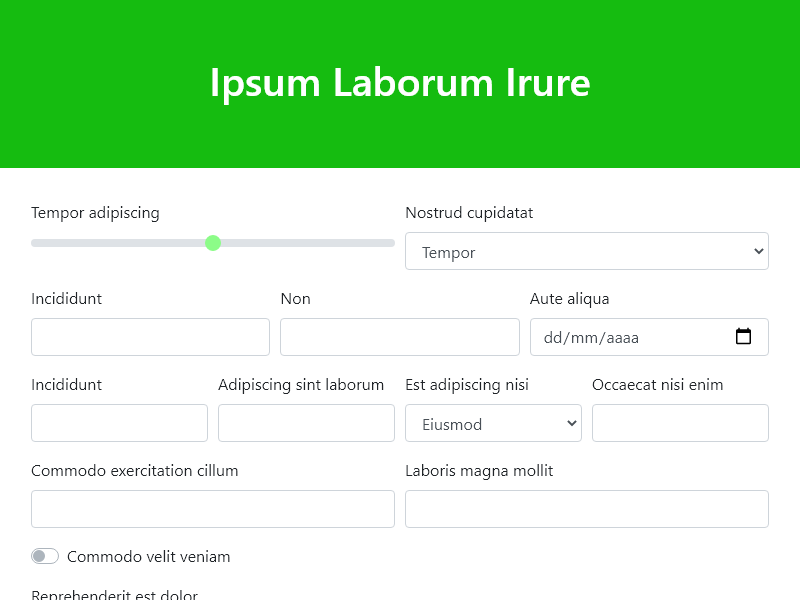 Ipsum Laborum Irure
Tempor adipiscing
Nostrud cupidatat
Tempor
Incididunt
Non
Aute aliqua
dd/mm/aaaa
Incididunt
Adipiscing sint laborum
Est adipiscing nisi
Occaecat nisi enim
Eiusmod
Commodo exercitation cillum
Laboris magna mollit
Commodo velit veniam
Reprehenderit est dolor